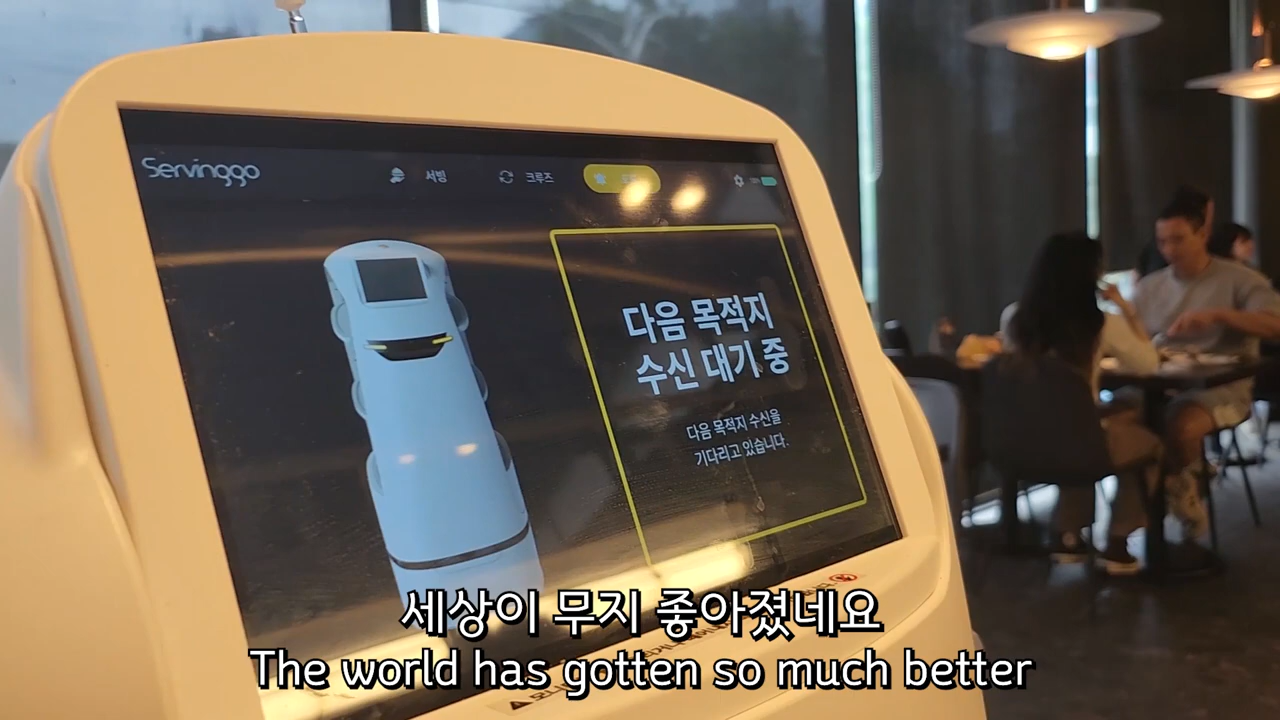 Servinggo
서빙
크루즈
다음 목적지
수신 대기 중
다음 목적지 수신을
기다리고 있습니다.
세상이 무지 좋아졌네요
The world has gotten so much better